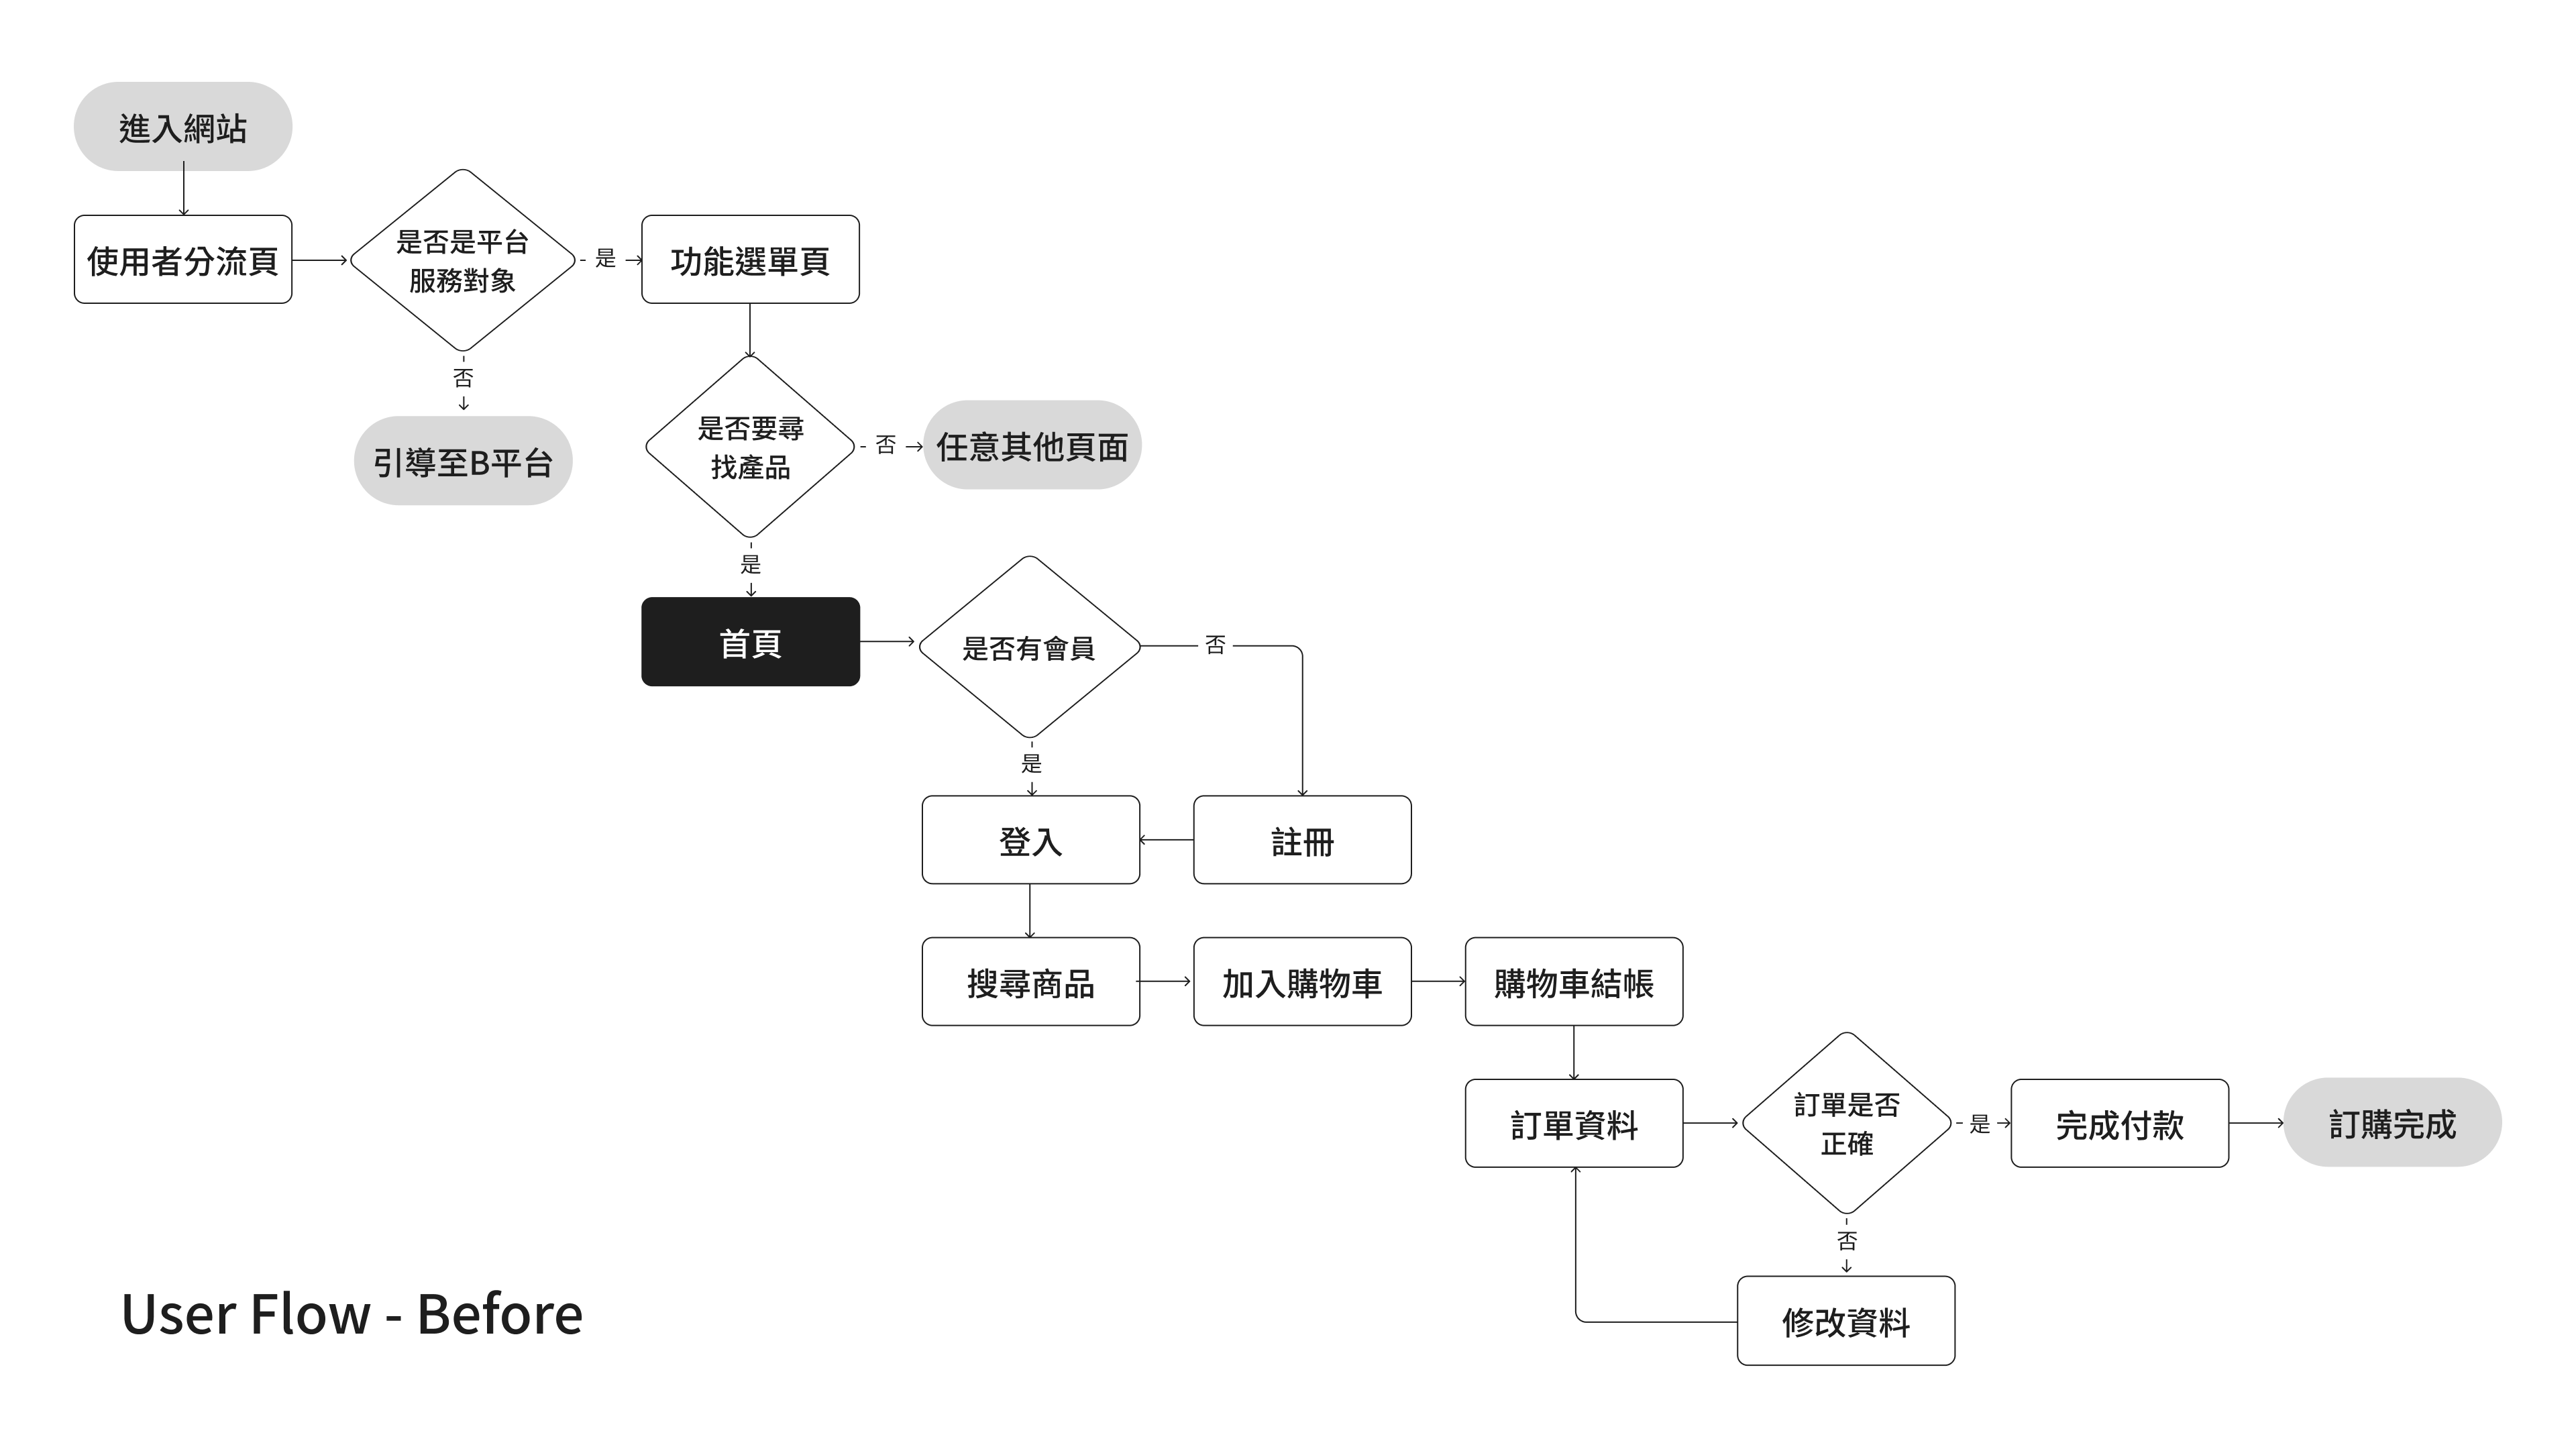 進入網站
使用者分流頁
是否是平台
服務對象
是
功能選單頁
否
引導至B平台
是否要尋
找產品
否
任意其他頁面
是
首頁
是否有會員
否
是
登入
註冊
搜尋商品
加入購物車
購物車結帳
訂單資料
訂單是否
正確
是
完成付款
訂購完成
否
修改資料
User Flow - Before